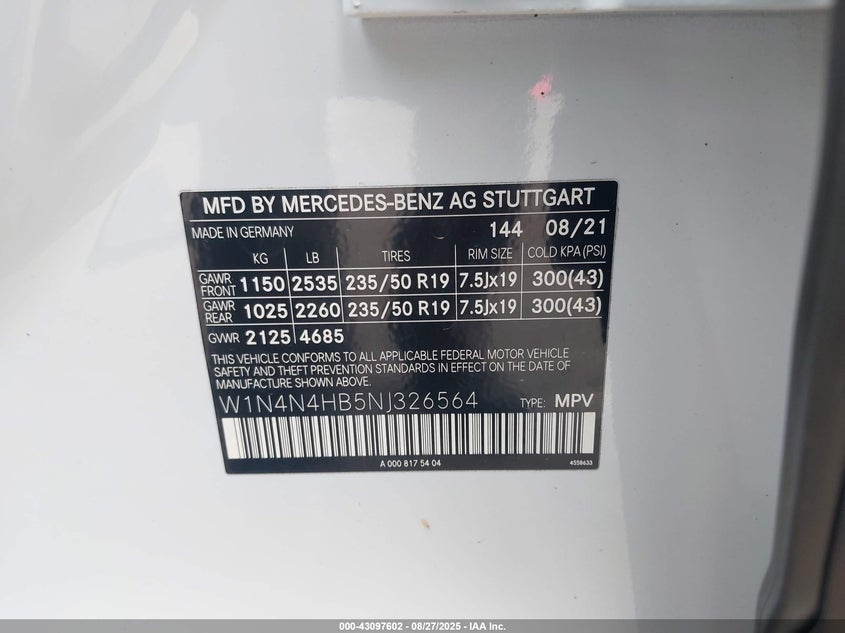 MFD BY MERCEDES-BENZ AG STUTTGART
MADE IN GERMANY 144 08/21
KG LB TIRES RIM SIZE COLD KPA (PSI)
GAWR FRONT 1150 2535 235/50 R19 7.5Jx19 300(43)
GAWR REAR 1025 2260 235/50 R19 7.5Jx19 300(43)
GVWR 2125 4685
THIS VEHICLE CONFORMS TO ALL APPLICABLE FEDERAL MOTOR VEHICLE
SAFETY AND THEFT PREVENTION STANDARDS IN EFFECT ON THE DATE OF
MANUFACTURE SHOWN ABOVE.
W1N4N4HB5NJ326564 TYPE: MPV
A 000 817 54 04 4558633
000-43097602 - 08/27/2025 - IAA Inc.